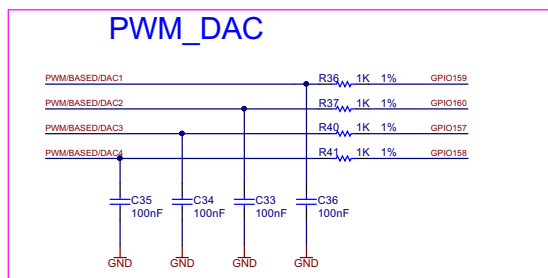 PWM_DAC
PWM/BASED/DAC1 R36 1K 1% GPIO159
PWM/BASED/DAC2 R37 1K 1% GPIO160
PWM/BASED/DAC3 R40 1K 1% GPIO157
PWM/BASED/DAC4 R41 1K 1% GPIO158
C35 C34 C33 C36
100nF 100nF 100nF 100nF
GND GND GND GND